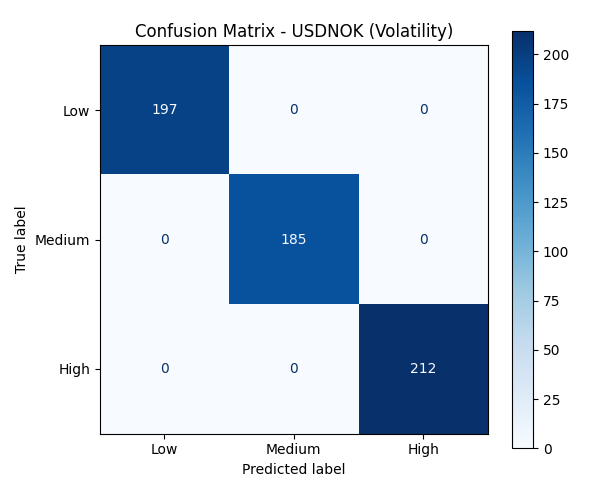 Confusion Matrix - USDNOK (Volatility)
Low 197 0 0
Medium 0 185 0
High 0 0 212
Low Medium High
Predicted label
True label
200
175
150
125
100
75
50
25
0